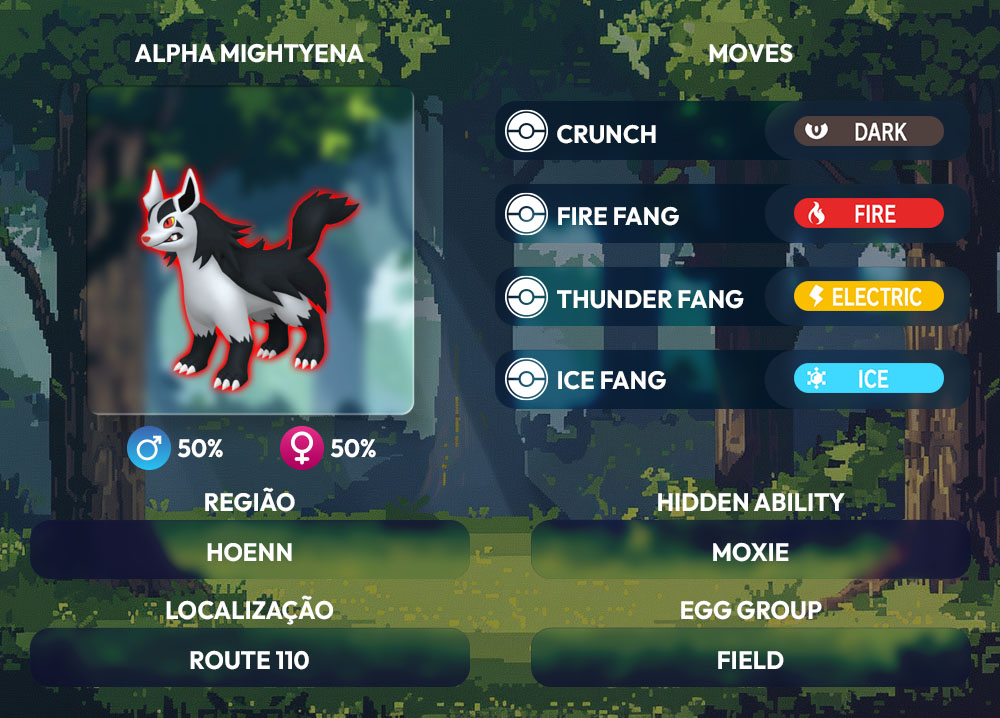 ALPHA MIGHTYENA
MOVES
CRUNCH DARK
FIRE FANG FIRE
THUNDER FANG ELECTRIC
ICE FANG ICE
50% 50%
REGIÃO
HOENN
HIDDEN ABILITY
MOXIE
LOCALIZAÇÃO
ROUTE 110
EGG GROUP
FIELD